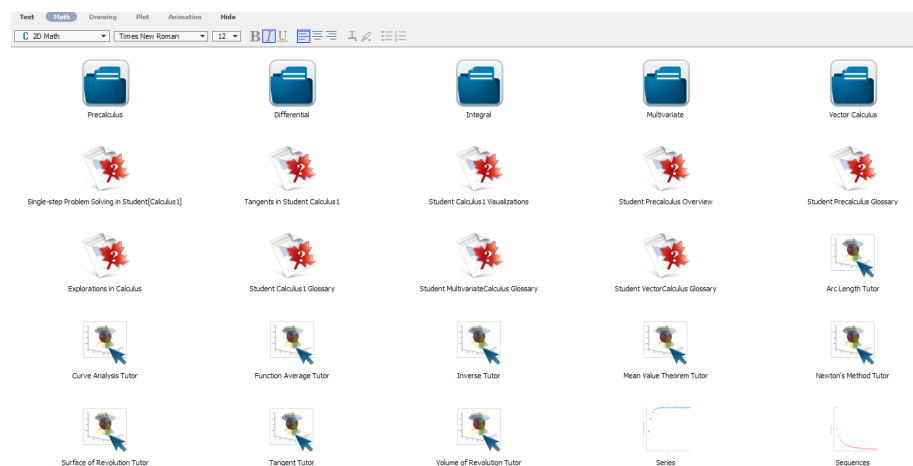 Text Math Drawing Plot Animation Hide
C 2D Math Times New Roman 12 B I U
Precalculus Differential Integral Multivariate Vector Calculus
Single-step Problem Solving in Student[Calculus1] Tangents in Student Calculus1 Student Calculus1 Visualizations Student Precalculus Overview Student Precalculus Glossary
Explorations in Calculus Student Calculus1 Glossary Student MultivariateCalculus Glossary Student VectorCalculus Glossary Arc Length Tutor
Curve Analysis Tutor Function Average Tutor Inverse Tutor Mean Value Theorem Tutor Newton's Method Tutor
Surface of Revolution Tutor Tangent Tutor Volume of Revolution Tutor Series Sequences